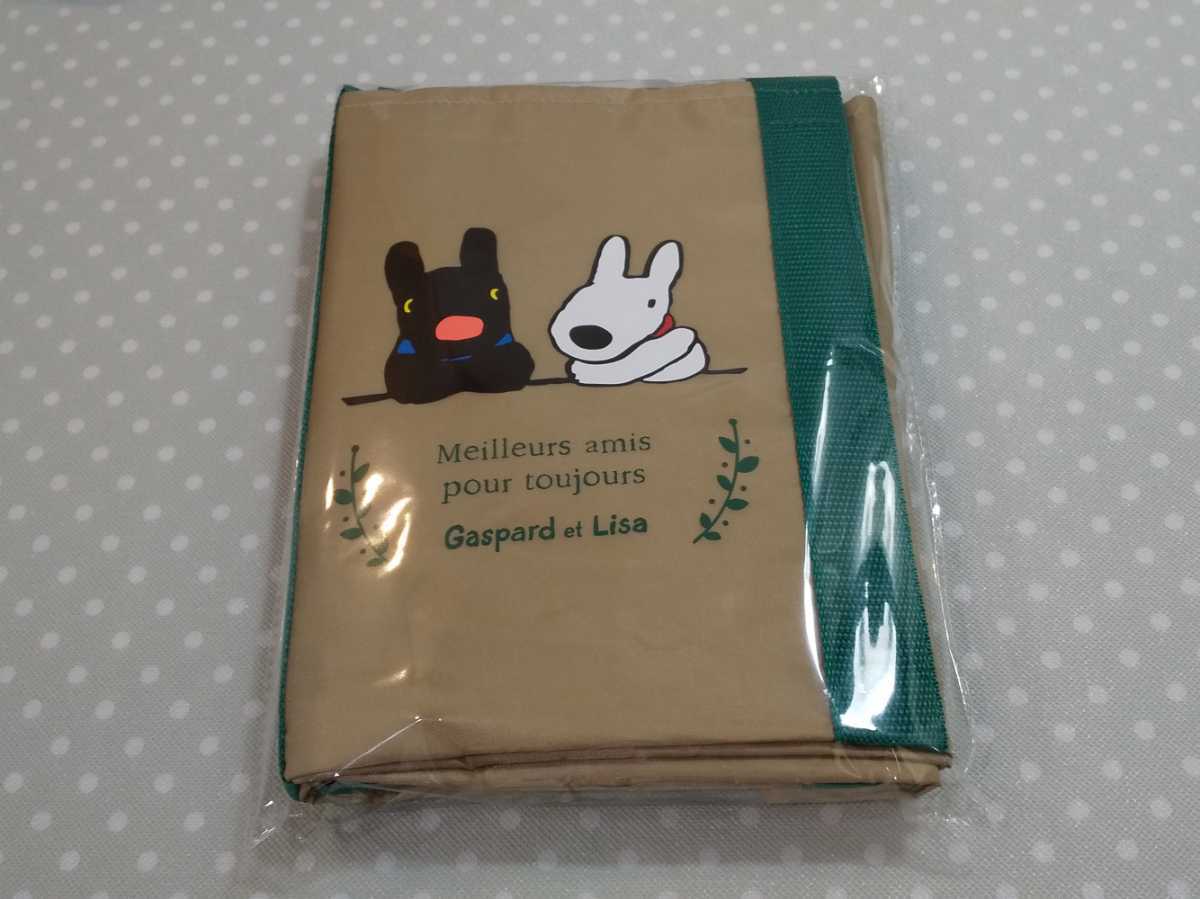 Meilleurs amis
pour toujours
Gaspard et Lisa